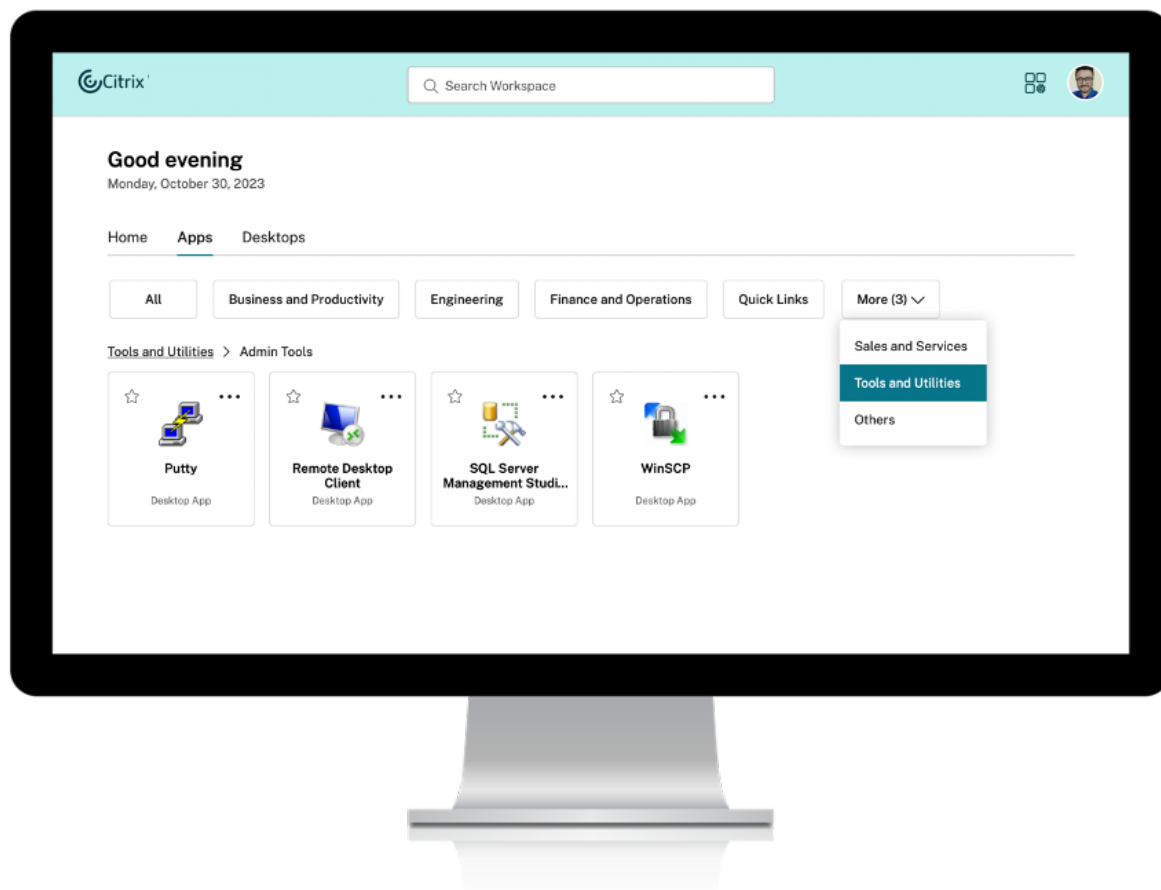 Citrix
Search Workspace
Good evening
Monday, October 30, 2023
Home Apps Desktops
All Business and Productivity Engineering Finance and Operations Quick Links More (3)
Sales and Services
Tools and Utilities
Others
Tools and Utilities > Admin Tools
Putty
Desktop App
Remote Desktop
Client
Desktop App
SQL Server
Management Studi...
Desktop App
WinSCP
Desktop App